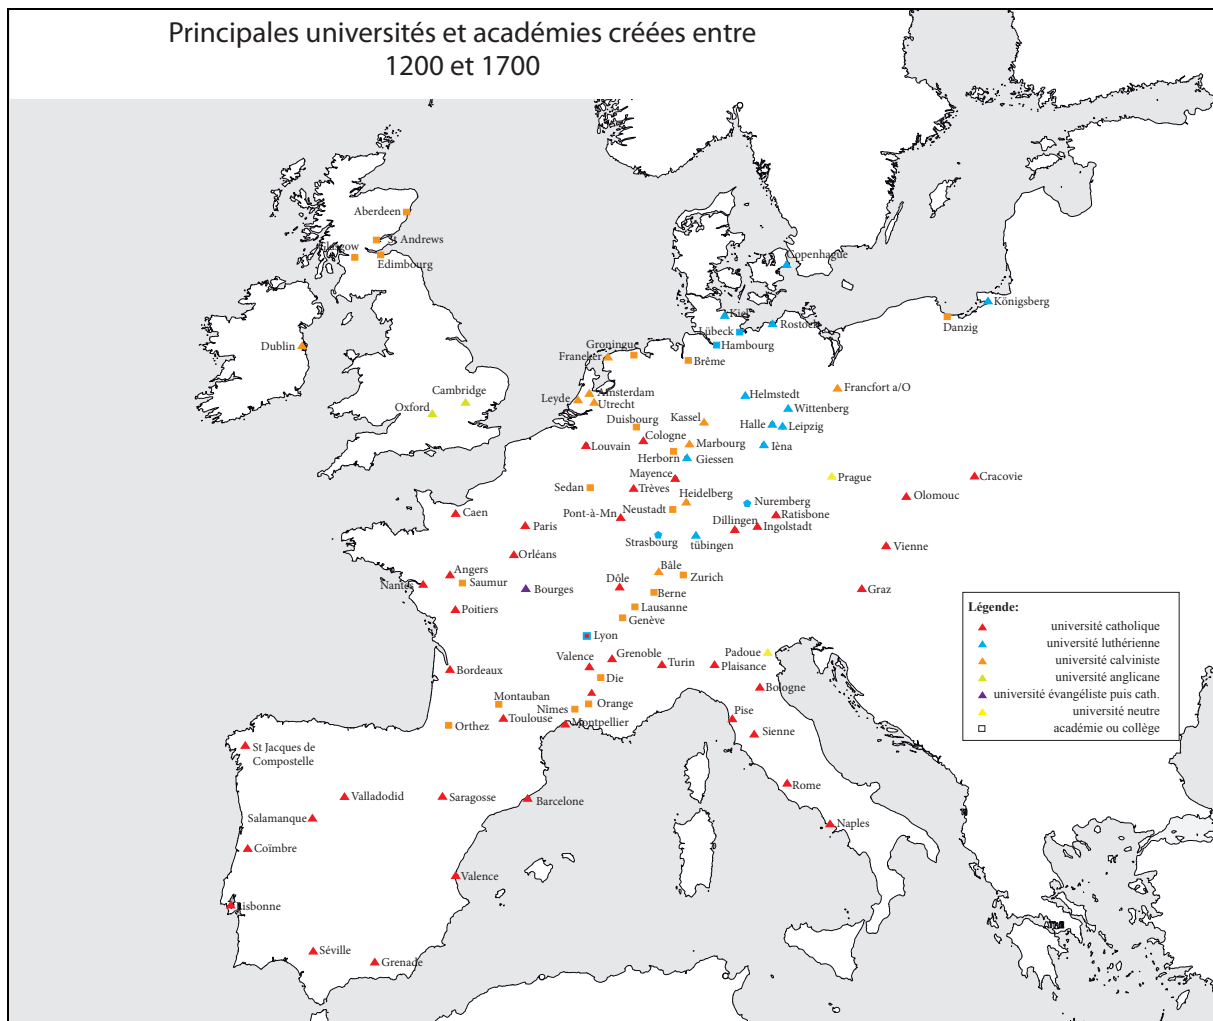 Principales universités et académies créées entre
1200 et 1700
Aberdeen
St Andrews
Glasgow
Edimbourg
Copenhague
Königsberg
Kiel
Rostock
Danzig
Lübeck
Hambourg
Dublin
Groningue
Franeker
Brême
Cambridge
Oxford
Leyde
Amsterdam
Utrecht
Francfort a/O
Helmstedt
Wittenberg
Duisbourg
Kassel
Halle
Leipzig
Louvain
Cologne
Marbourg
Ièna
Herborn
Giessen
Mayence
Prague
Cracovie
Sedan
Trèves
Heidelberg
Olomouc
Nuremberg
Caen
Pont-à-Mn
Neustadt
Ratisbone
Paris
Dillingen
Ingolstadt
Strasbourg
tübingen
Vienne
Orléans
Angers
Bâle
Nantes
Saumur
Bourges
Dôle
Zurich
Graz
Berne
Poitiers
Lausanne
Genève
Légende:
université catholique
université luthérienne
université calviniste
université anglicane
université évangéliste puis cath.
université neutre
académie ou collège
Lyon
Valence
Grenoble
Turin
Padoue
Plaisance
Bordeaux
Die
Bologne
Montauban
Nîmes
Orange
Pise
Orthez
Toulouse
Montpellier
Sienne
St Jacques de
Compostelle
Rome
Valladodid
Saragosse
Barcelone
Salamanque
Naples
Coïmbre
Valence
Lisbonne
Séville
Grenade